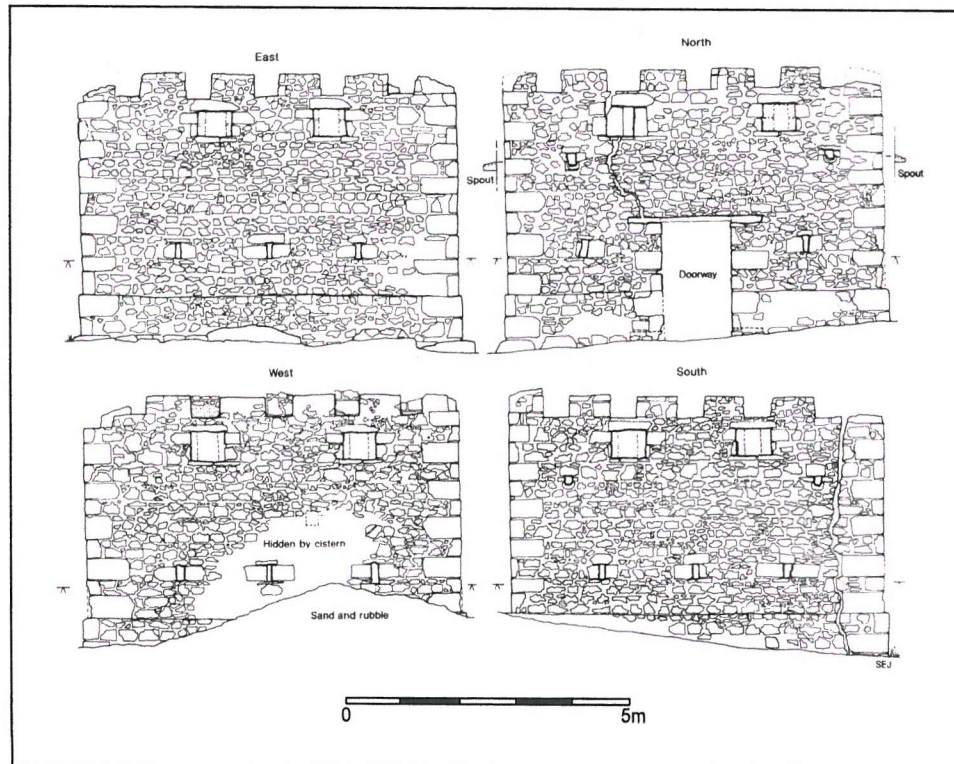 East
North
Spout
Spout
Doorway
West
South
Hidden by cistern
Sand and rubble
SEJ
0
5m